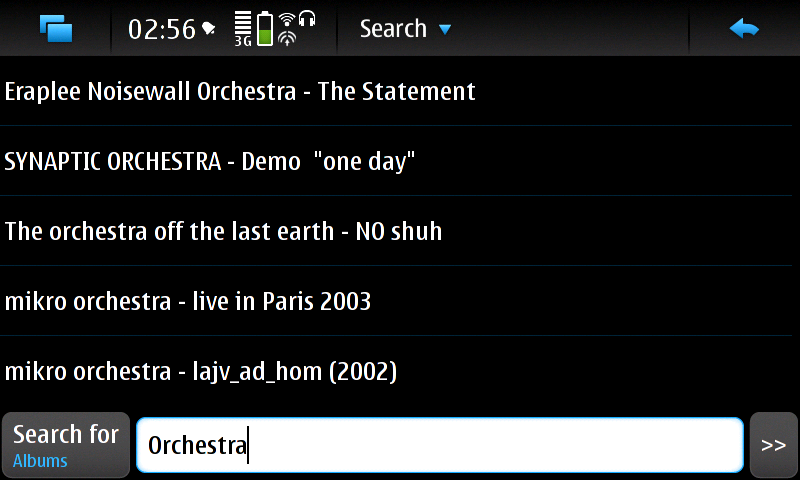 02:56 3G Search
Eraplee Noisewall Orchestra - The Statement
SYNAPTIC ORCHESTRA - Demo  "one day"
The orchestra off the last earth - NO shuh
mikro orchestra - live in Paris 2003
mikro orchestra - lajv_ad_hom (2002)
Search for
Albums
Orchestra
>>